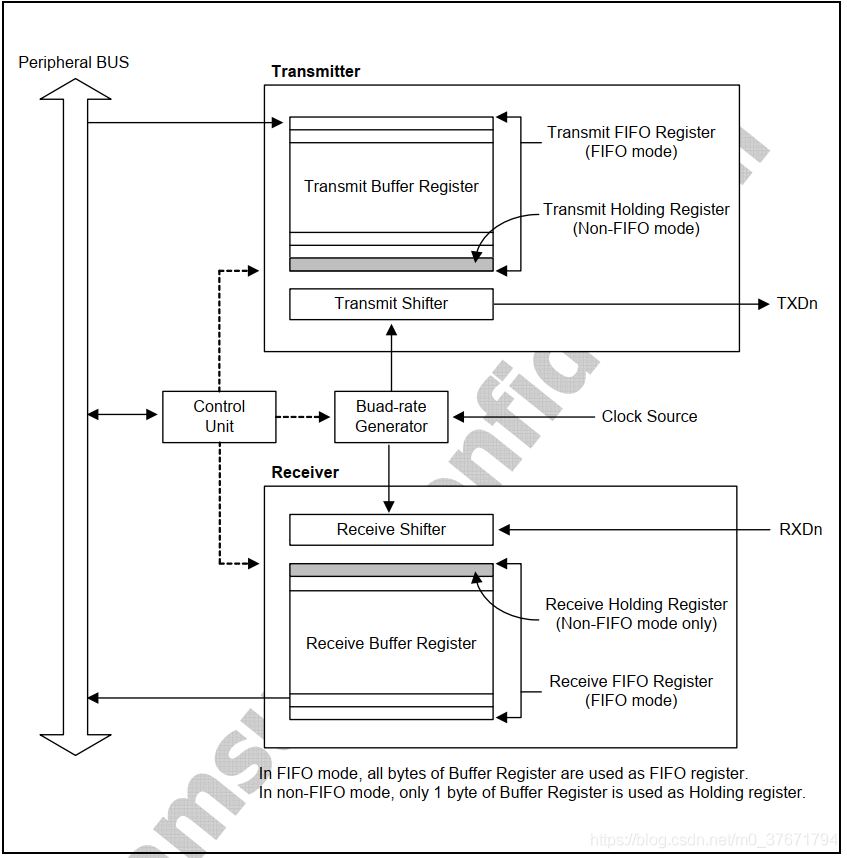 Peripheral BUS
Transmitter
Transmit FIFO Register
(FIFO mode)
Transmit Buffer Register
Transmit Holding Register
(Non-FIFO mode)
Transmit Shifter
TXDn
Control
Unit
Buad-rate
Generator
Clock Source
Receiver
Receive Shifter
RXDn
Receive Holding Register
(Non-FIFO mode only)
Receive Buffer Register
Receive FIFO Register
(FIFO mode)
In FIFO mode, all bytes of Buffer Register are used as FIFO register.
In non-FIFO mode, only 1 byte of Buffer Register is used as Holding register.
https://blog.csdn.net/m0_37671794